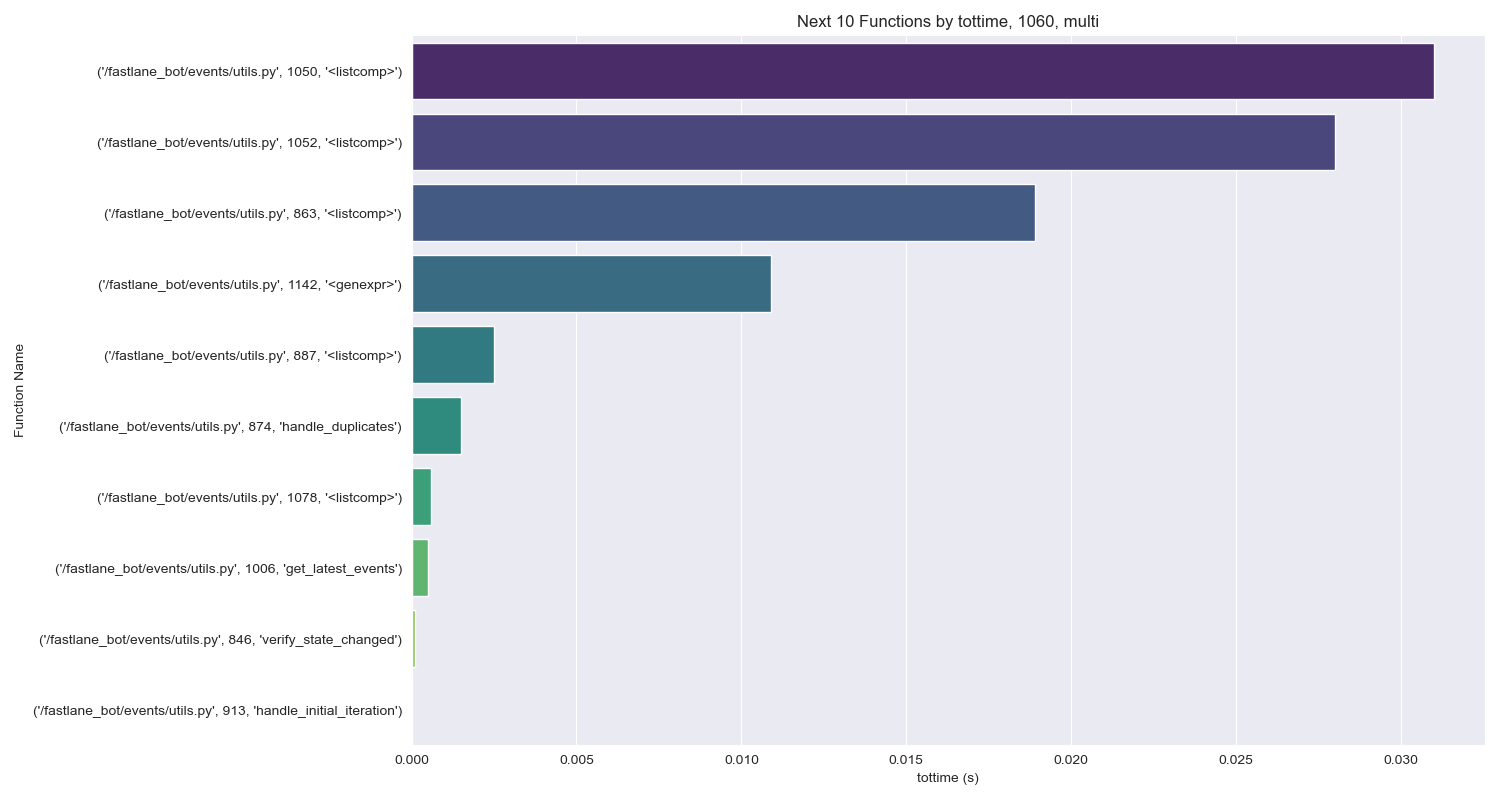 Next 10 Functions by tottime, 1060, multi
('/fastlane_bot/events/utils.py', 1050, '<listcomp>')
('/fastlane_bot/events/utils.py', 1052, '<listcomp>')
('/fastlane_bot/events/utils.py', 863, '<listcomp>')
('/fastlane_bot/events/utils.py', 1142, '<genexpr>')
('/fastlane_bot/events/utils.py', 887, '<listcomp>')
('/fastlane_bot/events/utils.py', 874, 'handle_duplicates')
('/fastlane_bot/events/utils.py', 1078, '<listcomp>')
('/fastlane_bot/events/utils.py', 1006, 'get_latest_events')
('/fastlane_bot/events/utils.py', 846, 'verify_state_changed')
('/fastlane_bot/events/utils.py', 913, 'handle_initial_iteration')
Function Name
0.000 0.005 0.010 0.015 0.020 0.025 0.030
tottime (s)